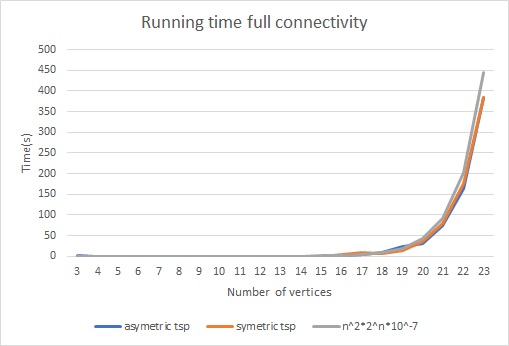 Running time full connectivity
500
450
400
350
300
250
200
150
100
50
0
Time(s)
3 4 5 6 7 8 9 10 11 12 13 14 15 16 17 18 19 20 21 22 23
Number of vertices
asymetric tsp symetric tsp n^2*2^n*10^-7